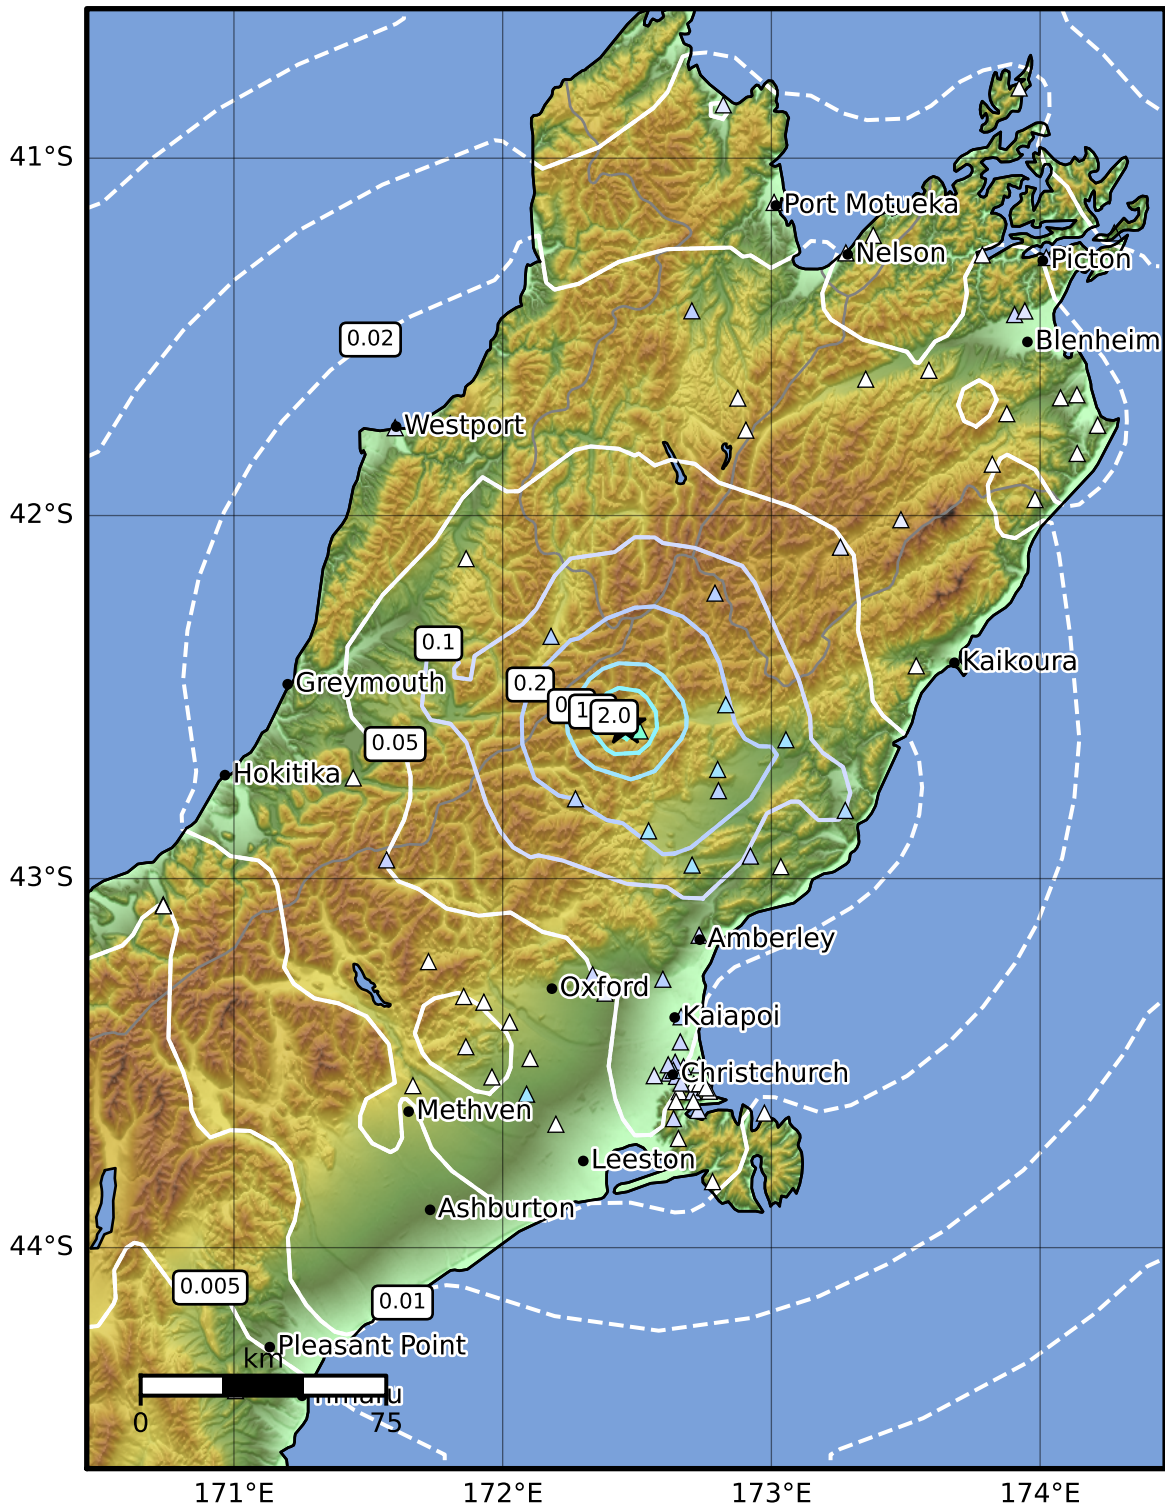 41°S
Port Motueka
Nelson
Picton
0.02
Blenheim
Westport
42°S
0.1
Kaikoura
0.2
Greymouth
0
1
2.0
0.05
Hokitika
43°S
Amberley
Oxford
Kaiapoi
Christchurch
Methven
Leeston
Ashburton
44°S
0.005
0.01
Pleasant Point
km
0
75
171°E
172°E
173°E
174°E